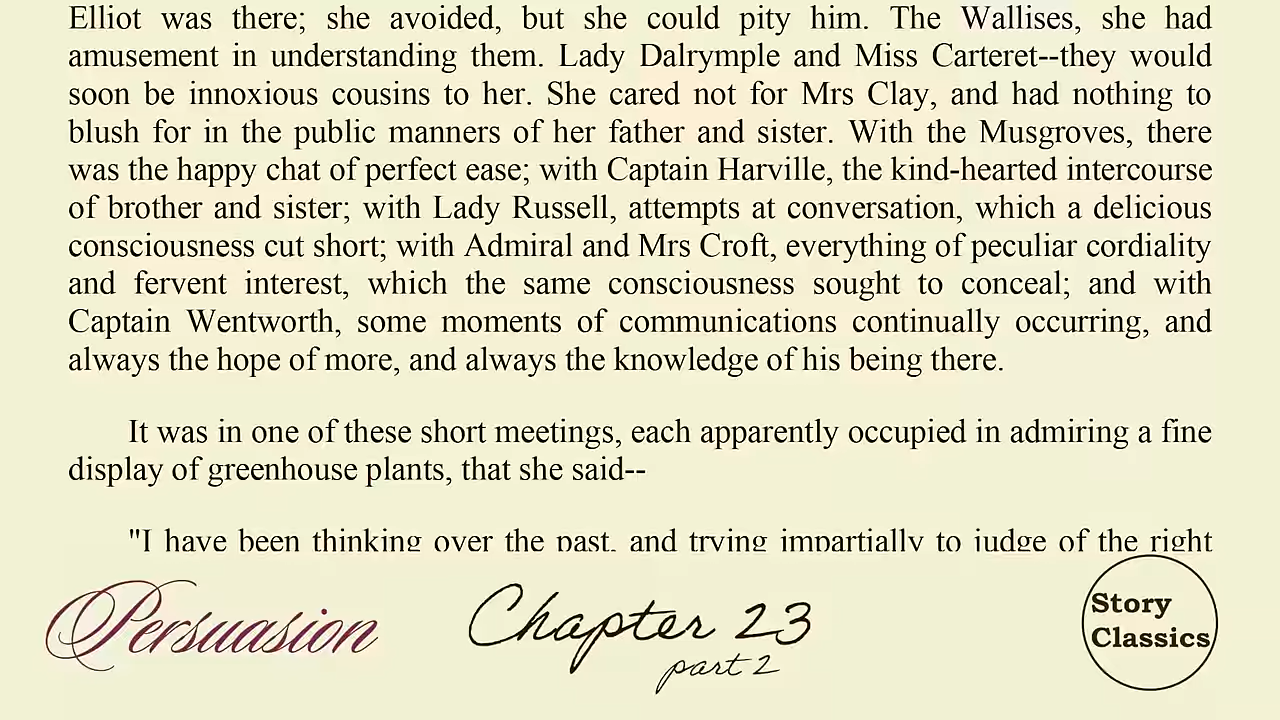 Elliot was there; she avoided, but she could pity him. The Wallises, she had
amusement in understanding them. Lady Dalrymple and Miss Carteret--they would
soon be innoxious cousins to her. She cared not for Mrs Clay, and had nothing to
blush for in the public manners of her father and sister. With the Musgroves, there
was the happy chat of perfect ease; with Captain Harville, the kind-hearted intercourse
of brother and sister; with Lady Russell, attempts at conversation, which a delicious
consciousness cut short; with Admiral and Mrs Croft, everything of peculiar cordiality
and fervent interest, which the same consciousness sought to conceal; and with
Captain Wentworth, some moments of communications continually occurring, and
always the hope of more, and always the knowledge of his being there.
It was in one of these short meetings, each apparently occupied in admiring a fine
display of greenhouse plants, that she said--
"I have been thinking over the past, and trying impartially to judge of the right
Persuasion
Chapter 23
part 2
Story
Classics